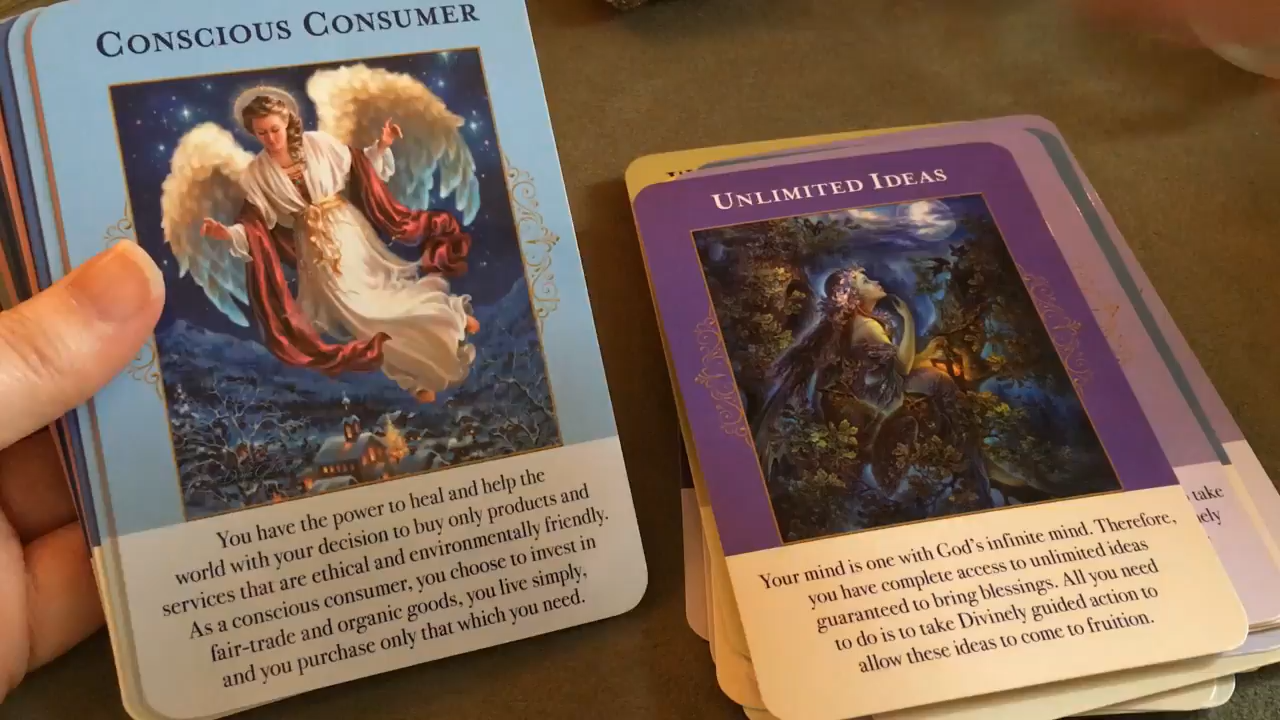 CONSCIOUS CONSUMER
You have the power to heal and help the
world with your decision to buy only products and
services that are ethical and environmentally friendly.
As a conscious consumer, you choose to invest in
fair-trade and organic goods, you live simply,
and you purchase only that which you need.
UNLIMITED IDEAS
Your mind is one with God's infinite mind. Therefore,
you have complete access to unlimited ideas
guaranteed to bring blessings. All you need
to do is to take Divinely guided action to
allow these ideas to come to fruition.
take